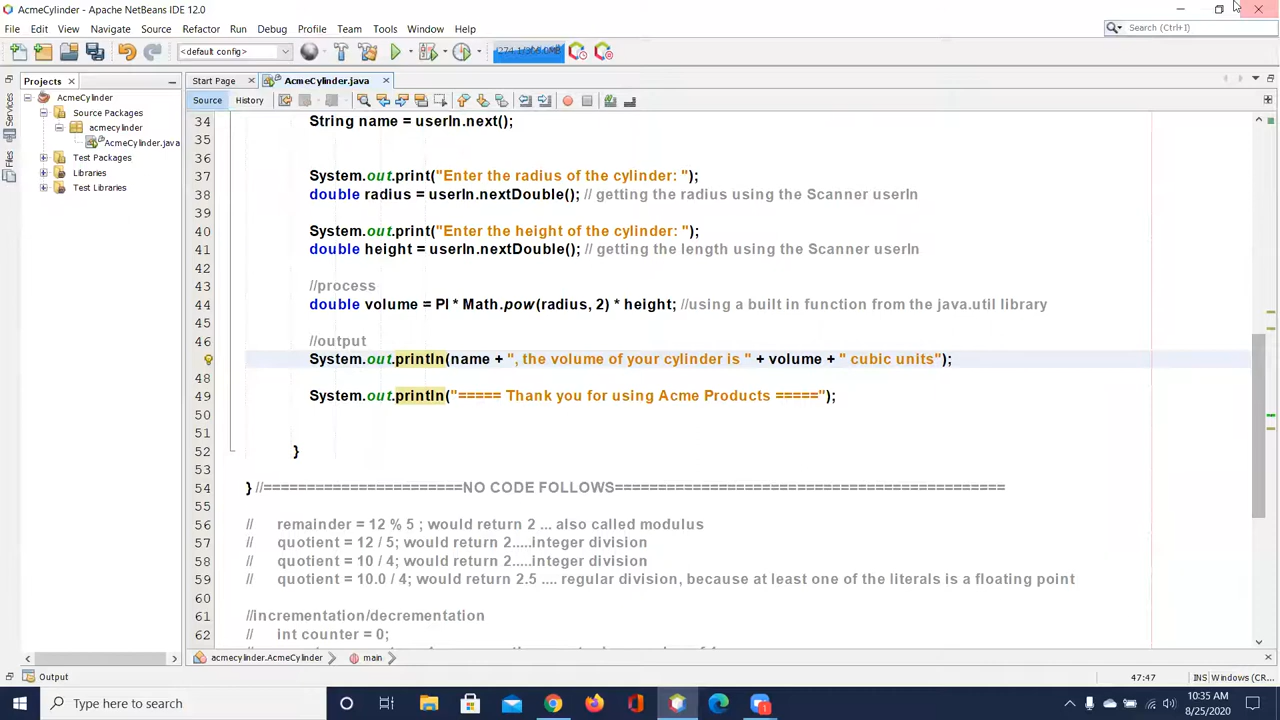 AcmeCylinder - Apache NetBeans IDE 12.0
File Edit View Navigate Source Refactor Run Debug Profile Team Tools Window Help
Search (Ctrl+I)
<default config>
Projects
Start Page
AcmeCylinder.java
Services
Files
AcmeCylinder
Source Packages
acmecylinder
AcmeCylinder.java
Test Packages
Libraries
Test Libraries
Source History
34 String name = userIn.next();
35
36
37 System.out.print("Enter the radius of the cylinder: ");
38 double radius = userIn.nextDouble(); // getting the radius using the Scanner userIn
39
40 System.out.print("Enter the height of the cylinder: ");
41 double height = userIn.nextDouble(); // getting the length using the Scanner userIn
42
43 //process
44 double volume = PI * Math.pow(radius, 2) * height; //using a built in function from the java.util library
45
46 //output
System.out.println(name + ", the volume of your cylinder is " + volume + " cubic units");
48
49 System.out.println("===== Thank you for using Acme Products =====");
50
51
52 }
53
54 } //=======================NO CODE FOLLOWS=============================================
55
56 // remainder = 12 % 5 ; would return 2 ... also called modulus
57 // quotient = 12 / 5; would return 2.....integer division
58 // quotient = 10 / 4; would return 2.....integer division
59 // quotient = 10.0 / 4; would return 2.5 .... regular division, because at least one of the literals is a floating point
60
61 //incrementation/decrementation
62 // int counter = 0;
acmecylinder.AcmeCylinder main
Output
47:47 INS Windows (CR...
Type here to search
1
10:35 AM
8/25/2020